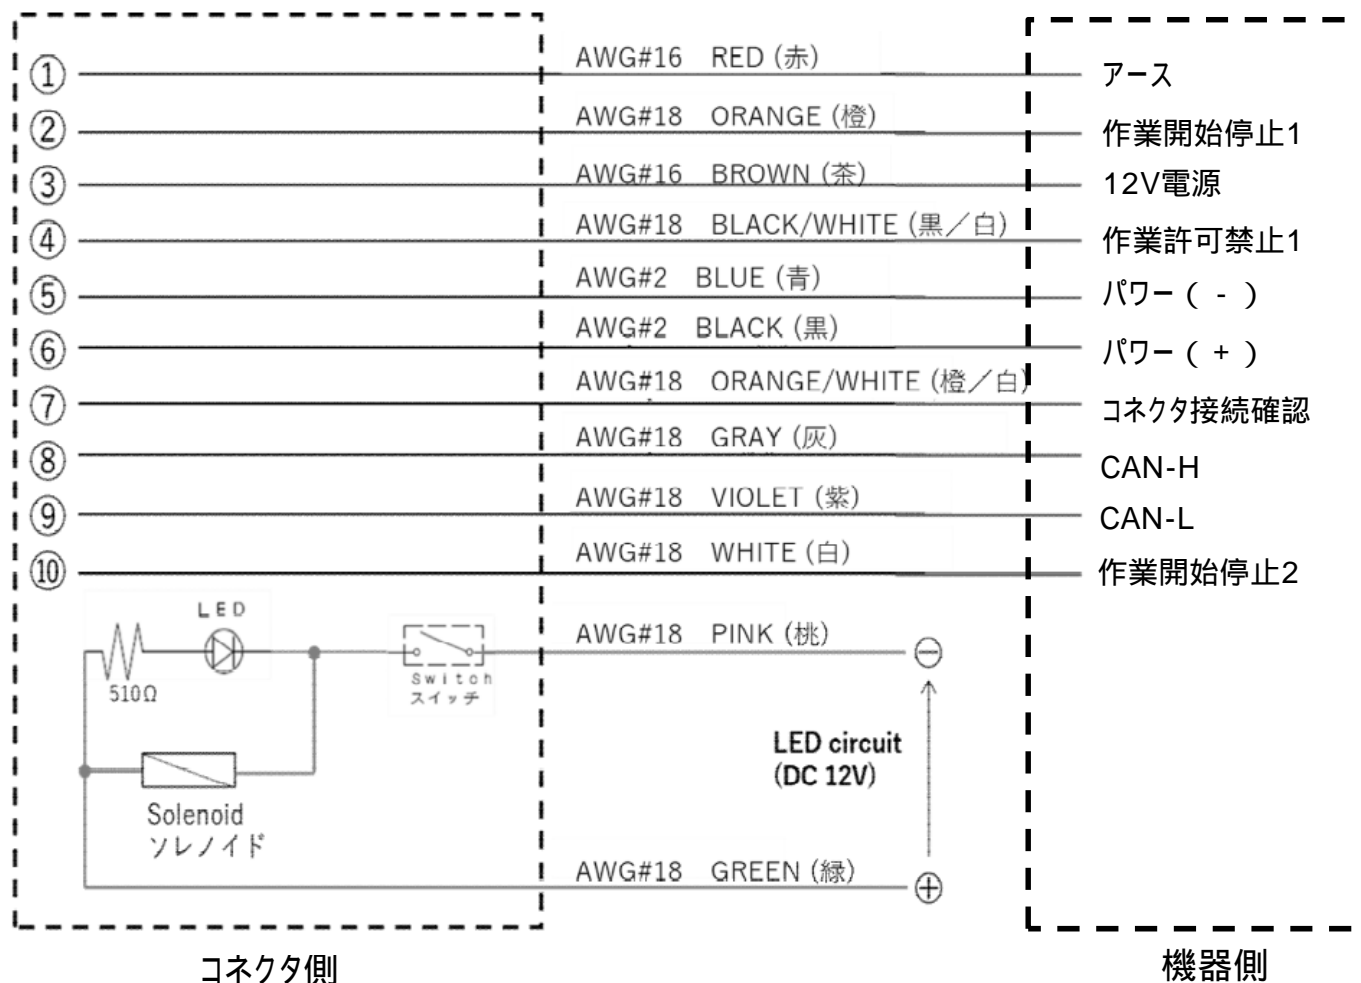 ① AWG#16 RED (赤) アース
② AWG#18 ORANGE (橙) 作業開始停止1
③ AWG#16 BROWN (茶) 12V電源
④ AWG#18 BLACK/WHITE (黒／白) 作業許可禁止1
⑤ AWG#2 BLUE (青) パワー ( - )
⑥ AWG#2 BLACK (黒) パワー ( + )
⑦ AWG#18 ORANGE/WHITE (橙／白) コネクタ接続確認
⑧ AWG#18 GRAY (灰) CAN-H
⑨ AWG#18 VIOLET (紫) CAN-L
⑩ AWG#18 WHITE (白) 作業開始停止2
LED
510Ω
Switch
スイッチ
AWG#18 PINK (桃)
LED circuit
(DC 12V)
Solenoid
ソレノイド
AWG#18 GREEN (緑)
コネクタ側
機器側